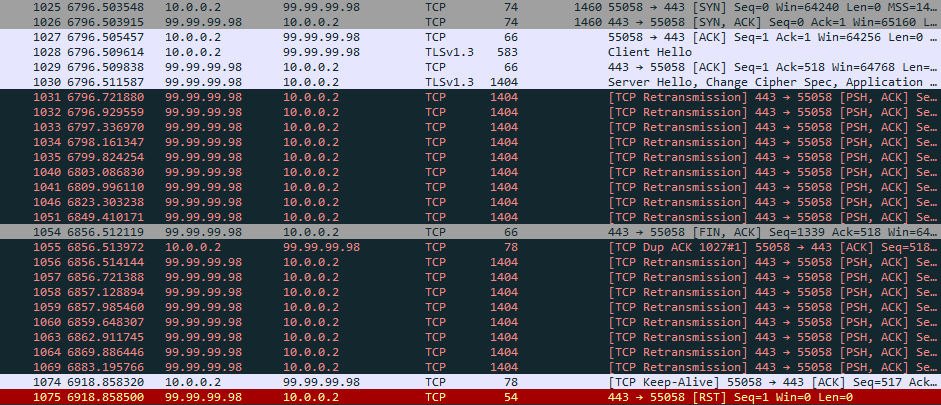 1025 6796.503548 10.0.0.2 99.99.99.98 TCP 74 1460 55058 → 443 [SYN] Seq=0 Win=64240 Len=0 MSS=14…
1026 6796.503915 99.99.99.98 10.0.0.2 TCP 74 1460 443 → 55058 [SYN, ACK] Seq=0 Ack=1 Win=65160 L…
1027 6796.505457 10.0.0.2 99.99.99.98 TCP 66 55058 → 443 [ACK] Seq=1 Ack=1 Win=64256 Len=0 …
1028 6796.509614 10.0.0.2 99.99.99.98 TLSv1.3 583 Client Hello
1029 6796.509838 99.99.99.98 10.0.0.2 TCP 66 443 → 55058 [ACK] Seq=1 Ack=518 Win=64768 Len=…
1030 6796.511587 99.99.99.98 10.0.0.2 TLSv1.3 1404 Server Hello, Change Cipher Spec, Application …
1031 6796.721880 99.99.99.98 10.0.0.2 TCP 1404 [TCP Retransmission] 443 → 55058 [PSH, ACK] Se…
1032 6796.929559 99.99.99.98 10.0.0.2 TCP 1404 [TCP Retransmission] 443 → 55058 [PSH, ACK] Se…
1033 6797.336970 99.99.99.98 10.0.0.2 TCP 1404 [TCP Retransmission] 443 → 55058 [PSH, ACK] Se…
1034 6798.161347 99.99.99.98 10.0.0.2 TCP 1404 [TCP Retransmission] 443 → 55058 [PSH, ACK] Se…
1035 6799.824254 99.99.99.98 10.0.0.2 TCP 1404 [TCP Retransmission] 443 → 55058 [PSH, ACK] Se…
1040 6803.086830 99.99.99.98 10.0.0.2 TCP 1404 [TCP Retransmission] 443 → 55058 [PSH, ACK] Se…
1041 6809.996110 99.99.99.98 10.0.0.2 TCP 1404 [TCP Retransmission] 443 → 55058 [PSH, ACK] Se…
1046 6823.303238 99.99.99.98 10.0.0.2 TCP 1404 [TCP Retransmission] 443 → 55058 [PSH, ACK] Se…
1051 6849.410171 99.99.99.98 10.0.0.2 TCP 1404 [TCP Retransmission] 443 → 55058 [PSH, ACK] Se…
1054 6856.512119 99.99.99.98 10.0.0.2 TCP 66 443 → 55058 [FIN, ACK] Seq=1339 Ack=518 Win=64…
1055 6856.513972 10.0.0.2 99.99.99.98 TCP 78 [TCP Dup ACK 1027#1] 55058 → 443 [ACK] Seq=518…
1056 6856.514144 99.99.99.98 10.0.0.2 TCP 1404 [TCP Retransmission] 443 → 55058 [PSH, ACK] Se…
1057 6856.721388 99.99.99.98 10.0.0.2 TCP 1404 [TCP Retransmission] 443 → 55058 [PSH, ACK] Se…
1058 6857.128894 99.99.99.98 10.0.0.2 TCP 1404 [TCP Retransmission] 443 → 55058 [PSH, ACK] Se…
1059 6857.985460 99.99.99.98 10.0.0.2 TCP 1404 [TCP Retransmission] 443 → 55058 [PSH, ACK] Se…
1060 6859.648307 99.99.99.98 10.0.0.2 TCP 1404 [TCP Retransmission] 443 → 55058 [PSH, ACK] Se…
1063 6862.911745 99.99.99.98 10.0.0.2 TCP 1404 [TCP Retransmission] 443 → 55058 [PSH, ACK] Se…
1064 6869.886446 99.99.99.98 10.0.0.2 TCP 1404 [TCP Retransmission] 443 → 55058 [PSH, ACK] Se…
1069 6883.195766 99.99.99.98 10.0.0.2 TCP 1404 [TCP Retransmission] 443 → 55058 [PSH, ACK] Se…
1074 6918.858320 10.0.0.2 99.99.99.98 TCP 78 [TCP Keep-Alive] 55058 → 443 [ACK] Seq=517 Ack…
1075 6918.858500 99.99.99.98 10.0.0.2 TCP 54 443 → 55058 [RST] Seq=1 Win=0 Len=0